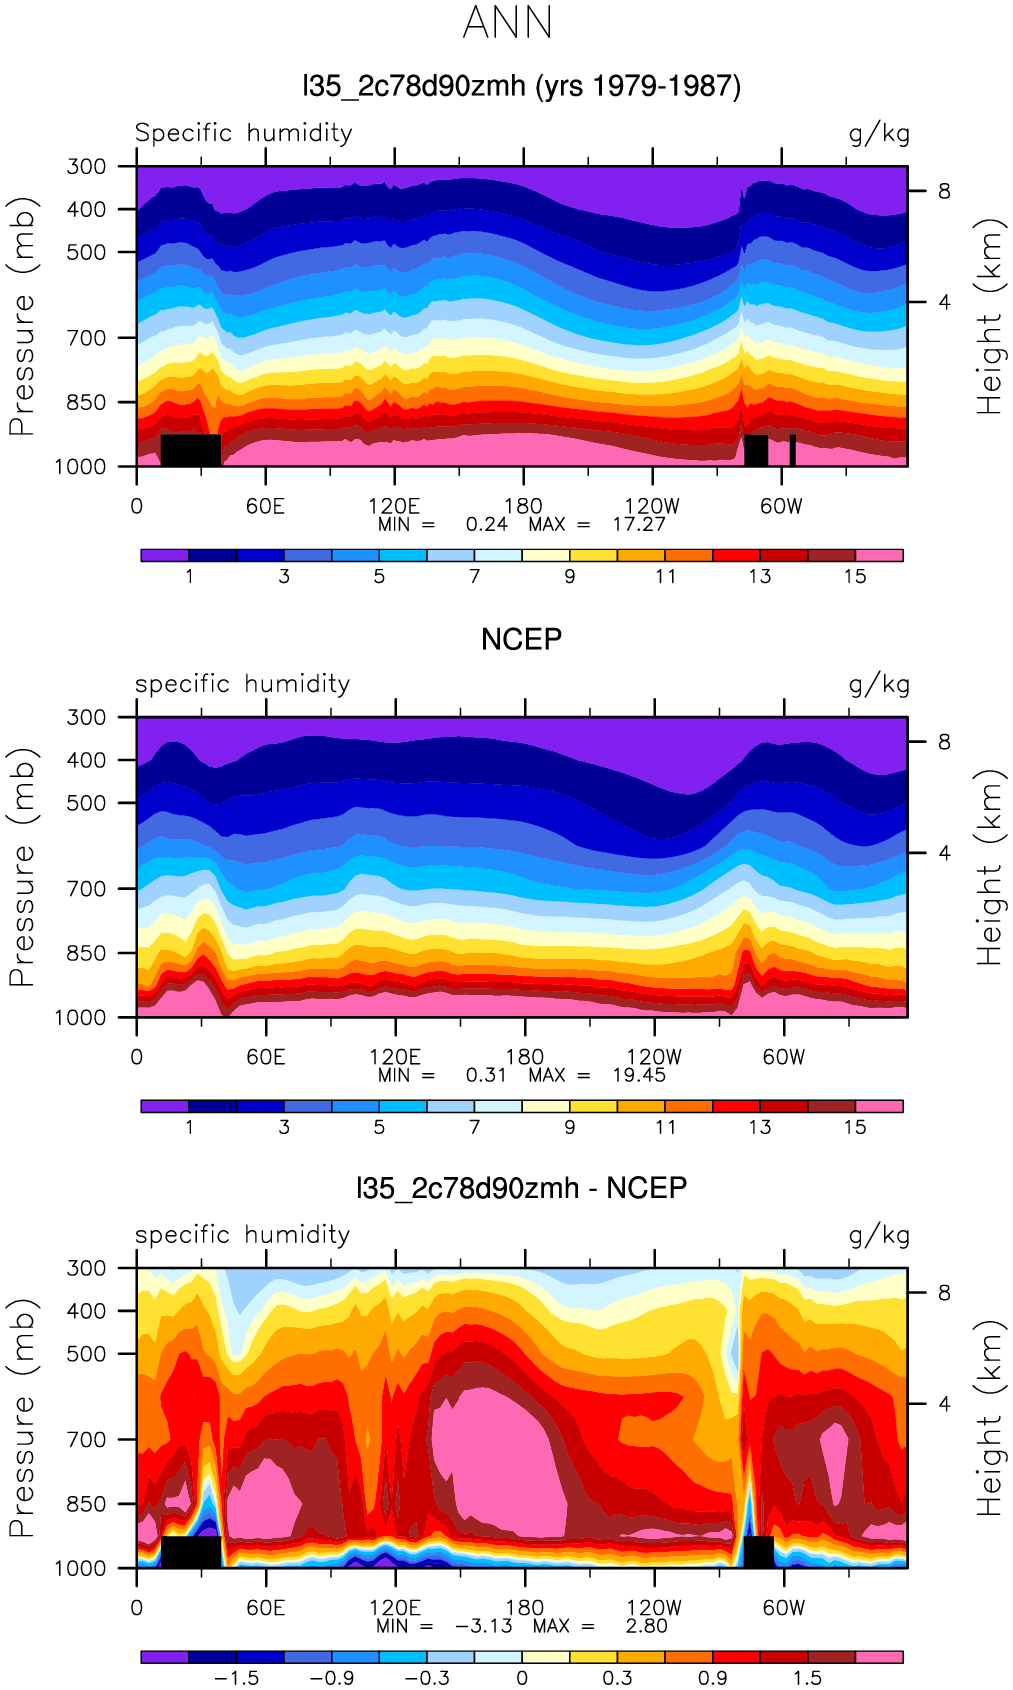 ANN
l35_2c78d90zmh (yrs 1979-1987)
Specific humidity g/kg
300
400
500
700
850
1000
Pressure (mb)
8
4
Height (km)
0 60E 120E 180 120W 60W
MIN = 0.24 MAX = 17.27
1 3 5 7 9 11 13 15
NCEP
specific humidity g/kg
300
400
500
700
850
1000
Pressure (mb)
8
4
Height (km)
0 60E 120E 180 120W 60W
MIN = 0.31 MAX = 19.45
1 3 5 7 9 11 13 15
l35_2c78d90zmh - NCEP
specific humidity g/kg
300
400
500
700
850
1000
Pressure (mb)
8
4
Height (km)
0 60E 120E 180 120W 60W
MIN = -3.13 MAX = 2.80
-1.5 -0.9 -0.3 0 0.3 0.9 1.5